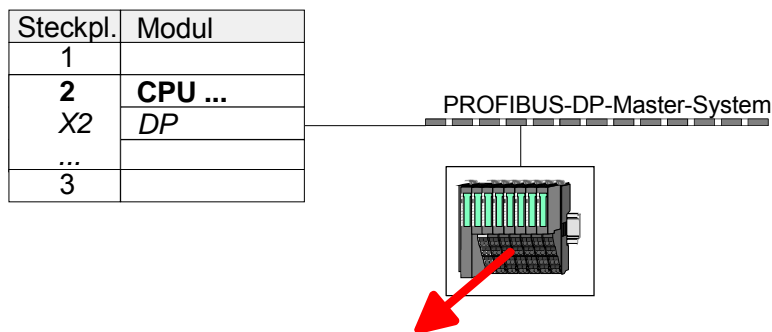 Steckpl. Modul
1
2 CPU ...
X2 DP
...
3
PROFIBUS-DP-Master-System